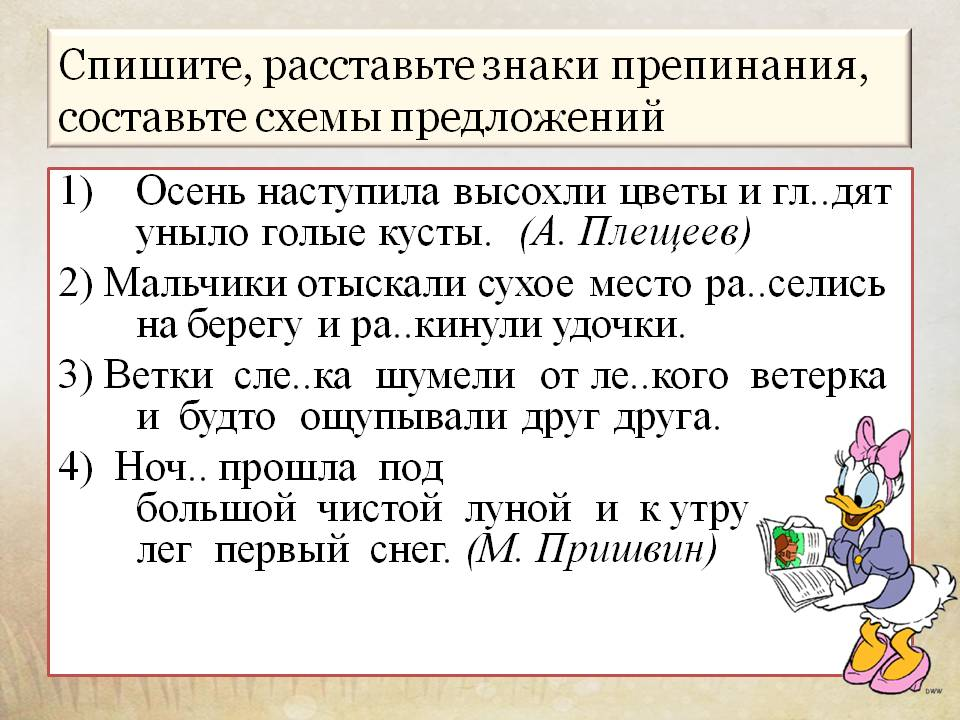 Спишите, расставьте знаки препинания,
составьте схемы предложений
1) Осень наступила высохли цветы и гл..дят
уныло голые кусты. (А. Плещеев)
2) Мальчики отыскали сухое место ра..селись
на берегу и ра..кинули удочки.
3) Ветки сле..ка шумели от ле..кого ветерка
и будто ощупывали друг друга.
4) Ноч.. прошла под
большой чистой луной и к утру
лег первый снег. (М. Пришвин)
DWW